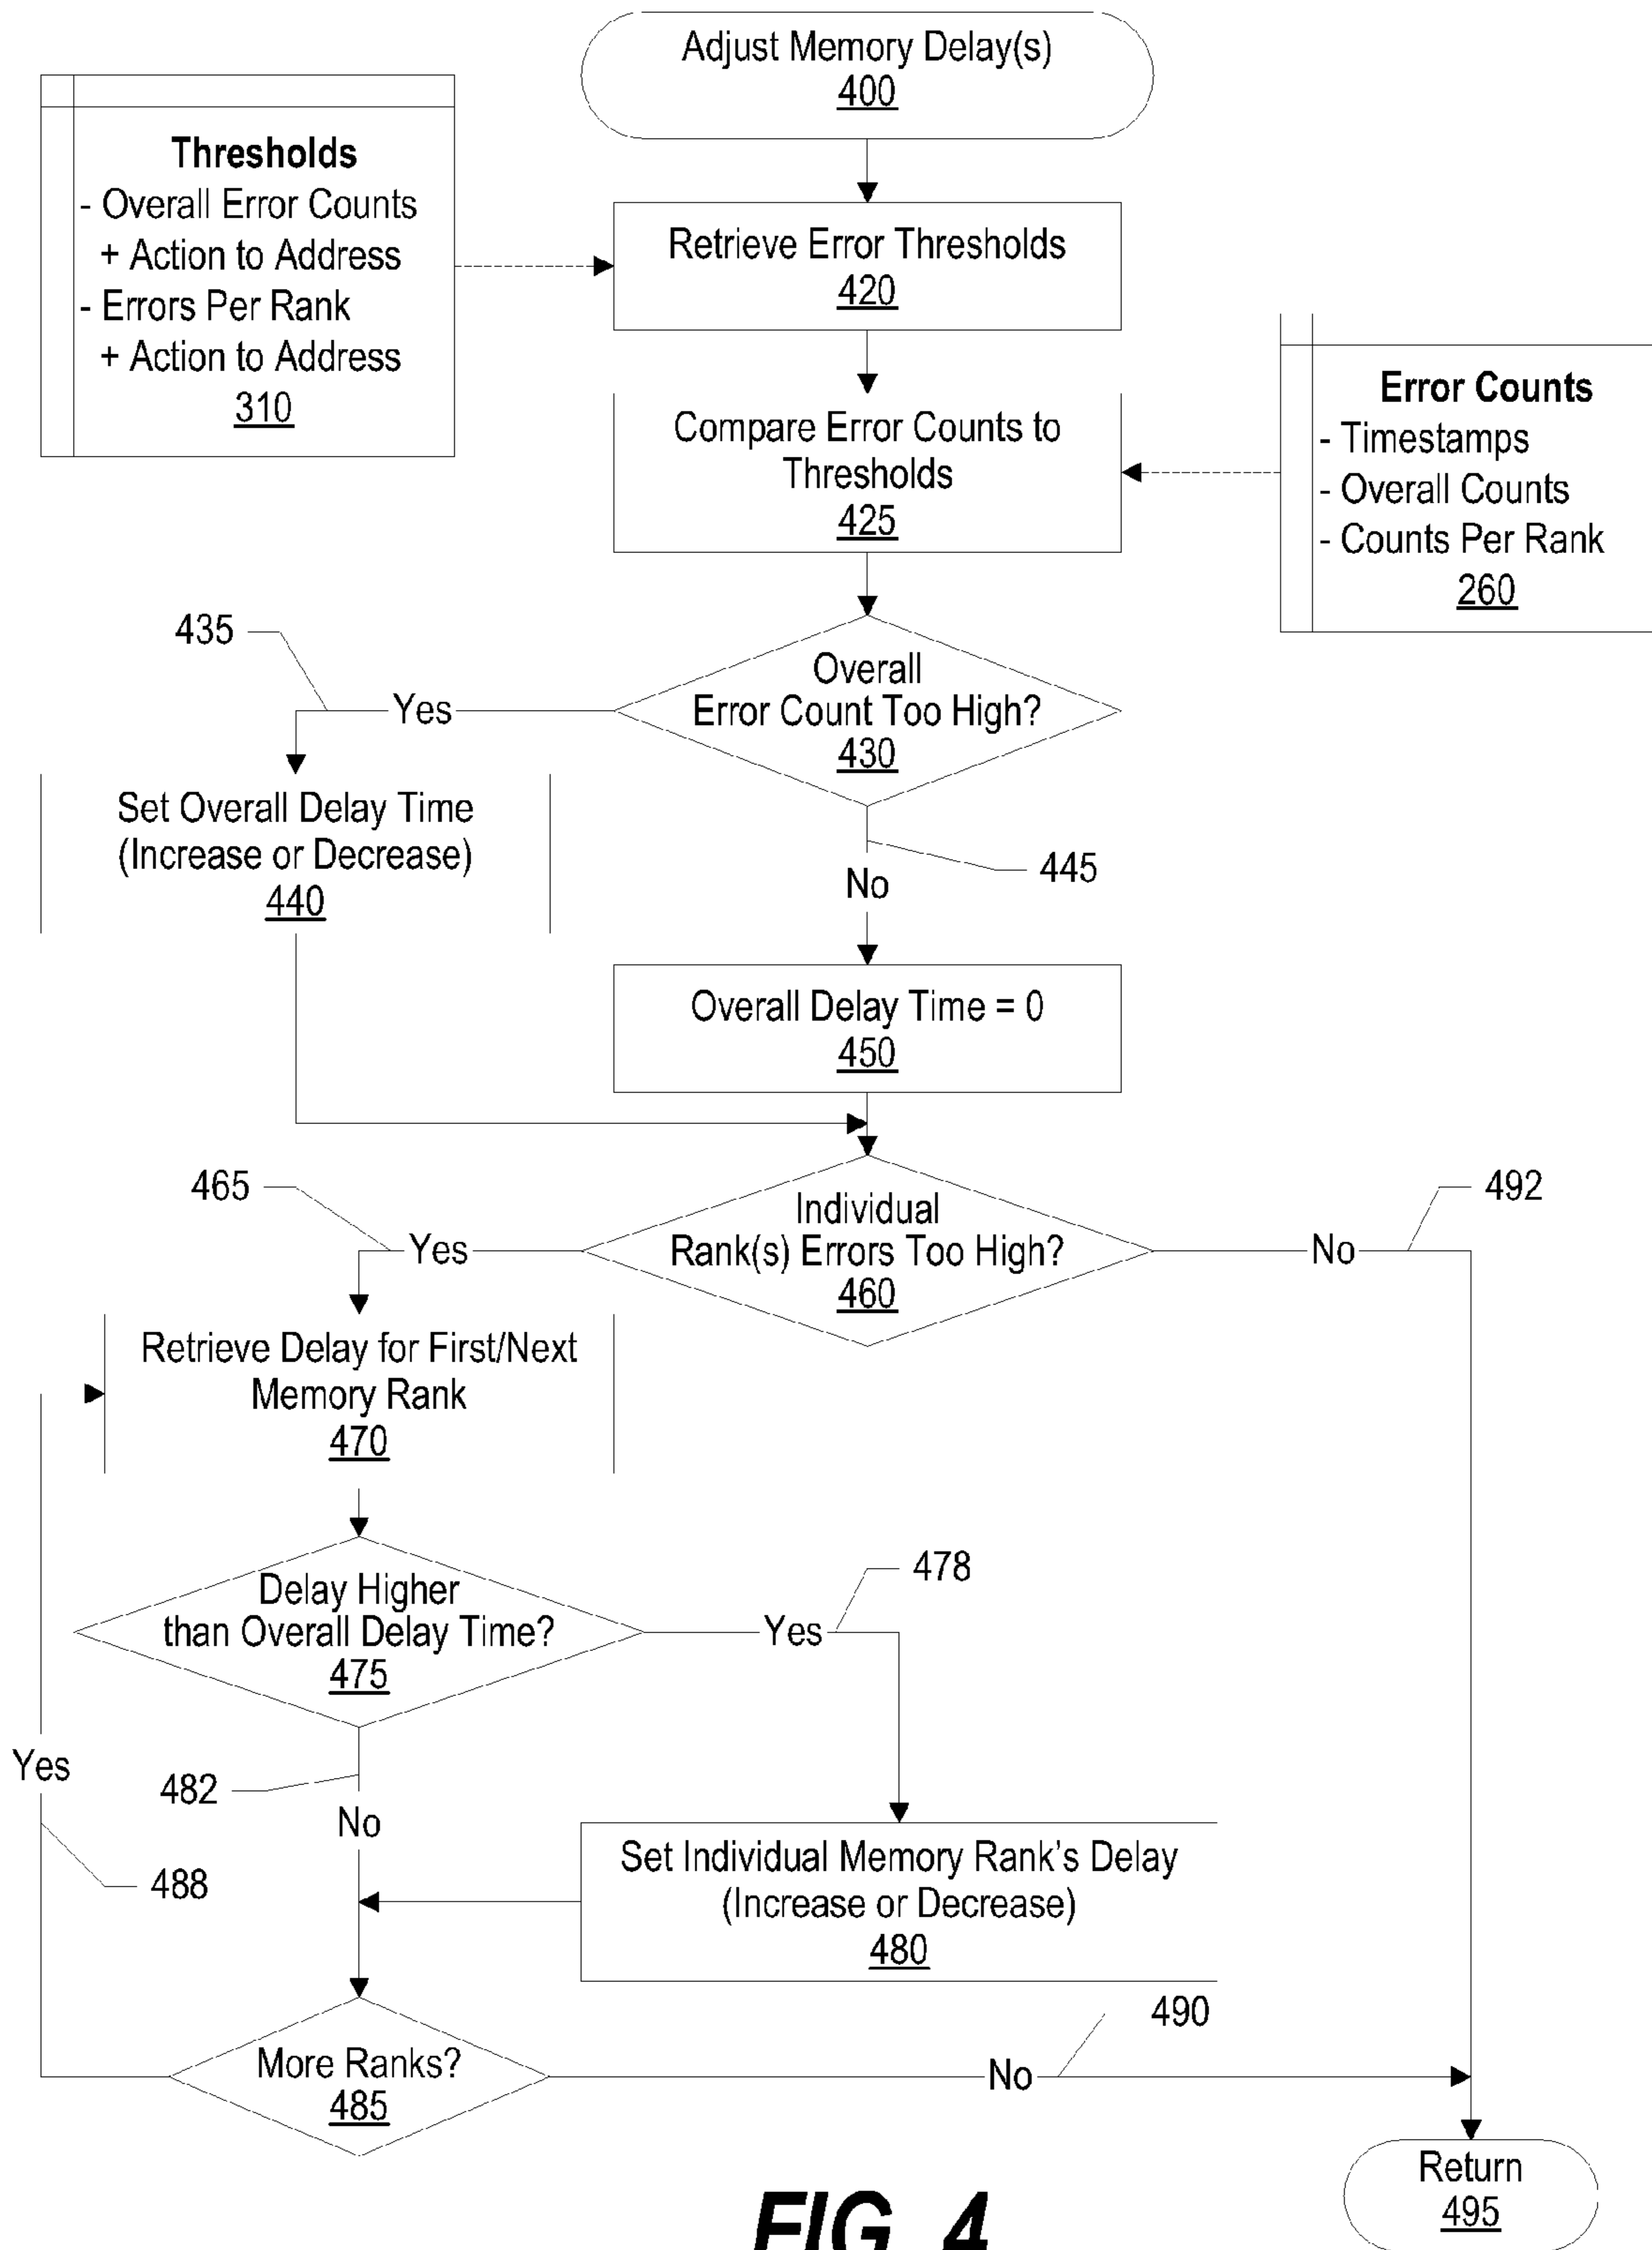 Adjust Memory Delay(s)
400
Thresholds
- Overall Error Counts
+ Action to Address
- Errors Per Rank
+ Action to Address
310
Retrieve Error Thresholds
420
Compare Error Counts to
Thresholds
425
Error Counts
- Timestamps
- Overall Counts
- Counts Per Rank
260
435
Yes
Overall
Error Count Too High?
430
Set Overall Delay Time
(Increase or Decrease)
440
445
No
Overall Delay Time = 0
450
465
Yes
Individual
Rank(s) Errors Too High?
460
No
492
Retrieve Delay for First/Next
Memory Rank
470
Delay Higher
than Overall Delay Time?
475
Yes
478
Yes
482
No
488
Set Individual Memory Rank's Delay
(Increase or Decrease)
480
More Ranks?
485
No
490
Return
495
FIG. 4